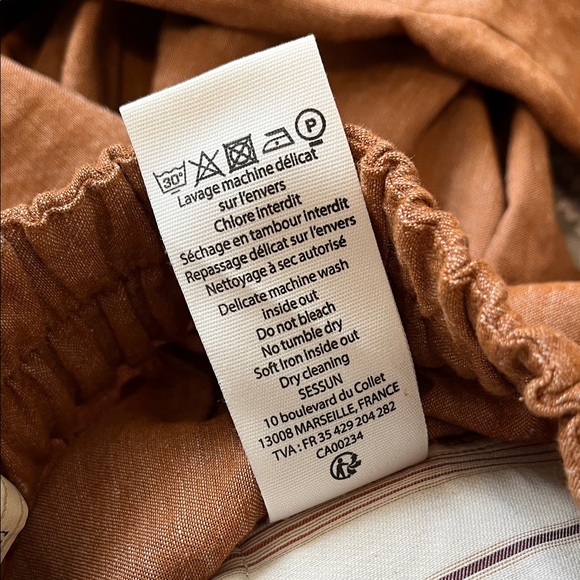 30° P
Lavage machine délicat
sur l'envers
Chlore interdit
Séchage en tambour interdit
Repassage délicat sur l'envers
Nettoyage à sec autorisé
Delicate machine wash
inside out
Do not bleach
No tumble dry
Soft Iron inside out
Dry cleaning
SESSUN
10 boulevard du Collet
13008 MARSEILLE, FRANCE
TVA : FR 35 429 204 282
CA00234